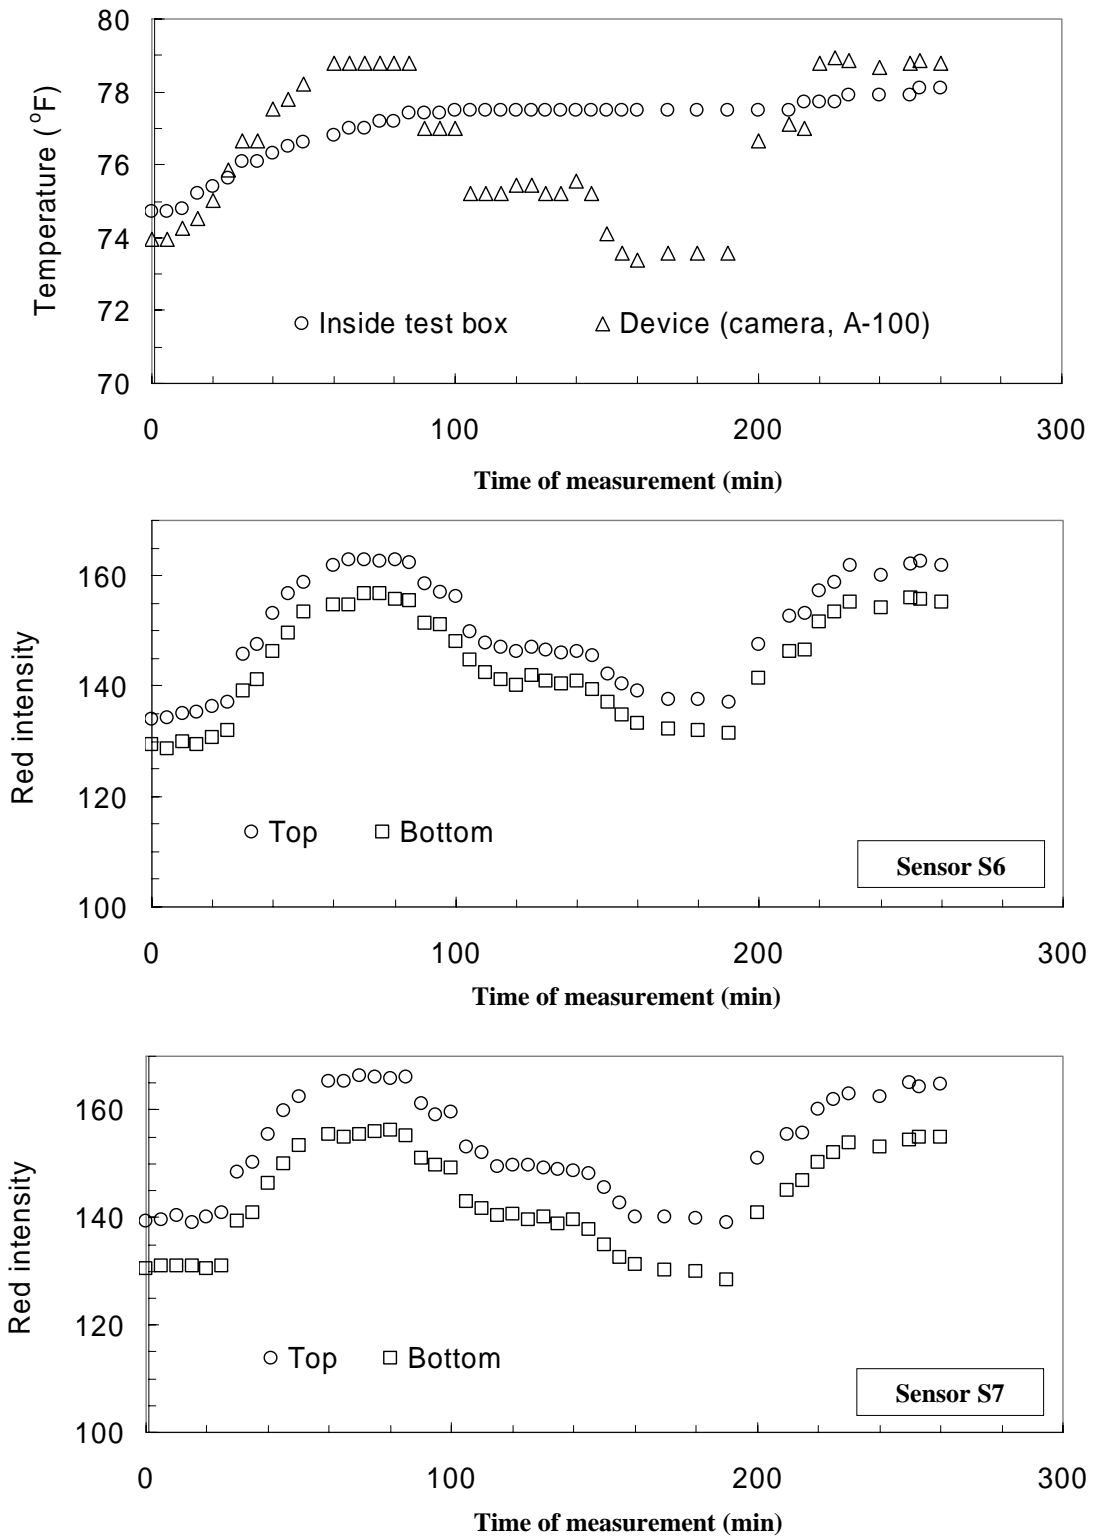 80
78
76
74
72
70
Temperature (°F)
Inside test box
Device (camera, A-100)
0
100
200
300
Time of measurement (min)
160
140
120
100
Red intensity
Top
Bottom
Sensor S6
0
100
200
300
Time of measurement (min)
160
140
120
100
Red intensity
Top
Bottom
Sensor S7
0
100
200
300
Time of measurement (min)